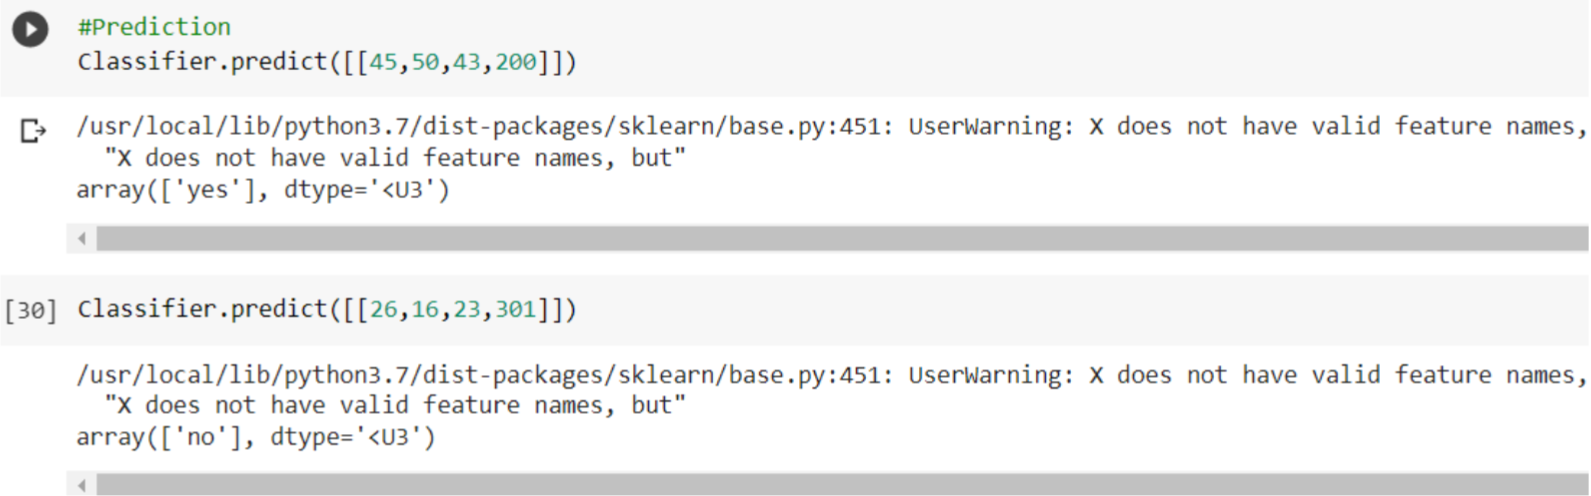 #Prediction
Classifier.predict([[45,50,43,200]])
/usr/local/lib/python3.7/dist-packages/sklearn/base.py:451: UserWarning: X does not have valid feature names,
"X does not have valid feature names, but"
array(['yes'], dtype='<U3')
[30] Classifier.predict([[26,16,23,301]])
/usr/local/lib/python3.7/dist-packages/sklearn/base.py:451: UserWarning: X does not have valid feature names,
"X does not have valid feature names, but"
array(['no'], dtype='<U3')